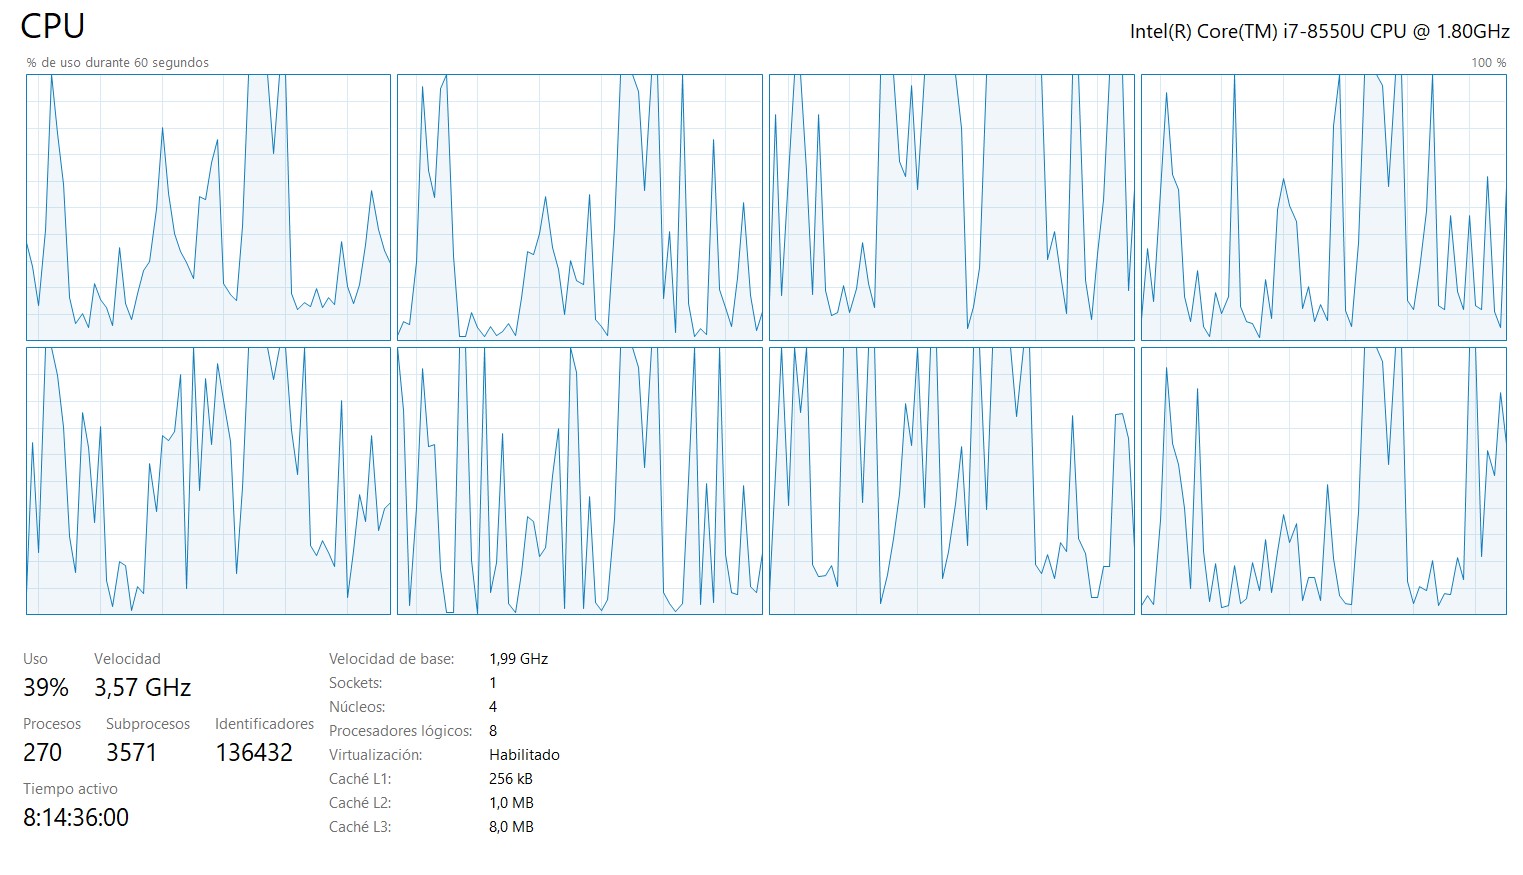 CPU
Intel(R) Core(TM) i7-8550U CPU @ 1.80GHz
% de uso durante 60 segundos
100 %
Uso
Velocidad
39%
3,57 GHz
Procesos
Subprocesos
Identificadores
270
3571
136432
Tiempo activo
8:14:36:00
Velocidad de base:
1,99 GHz
Sockets:
1
Núcleos:
4
Procesadores lógicos:
8
Virtualización:
Habilitado
Caché L1:
256 kB
Caché L2:
1,0 MB
Caché L3:
8,0 MB